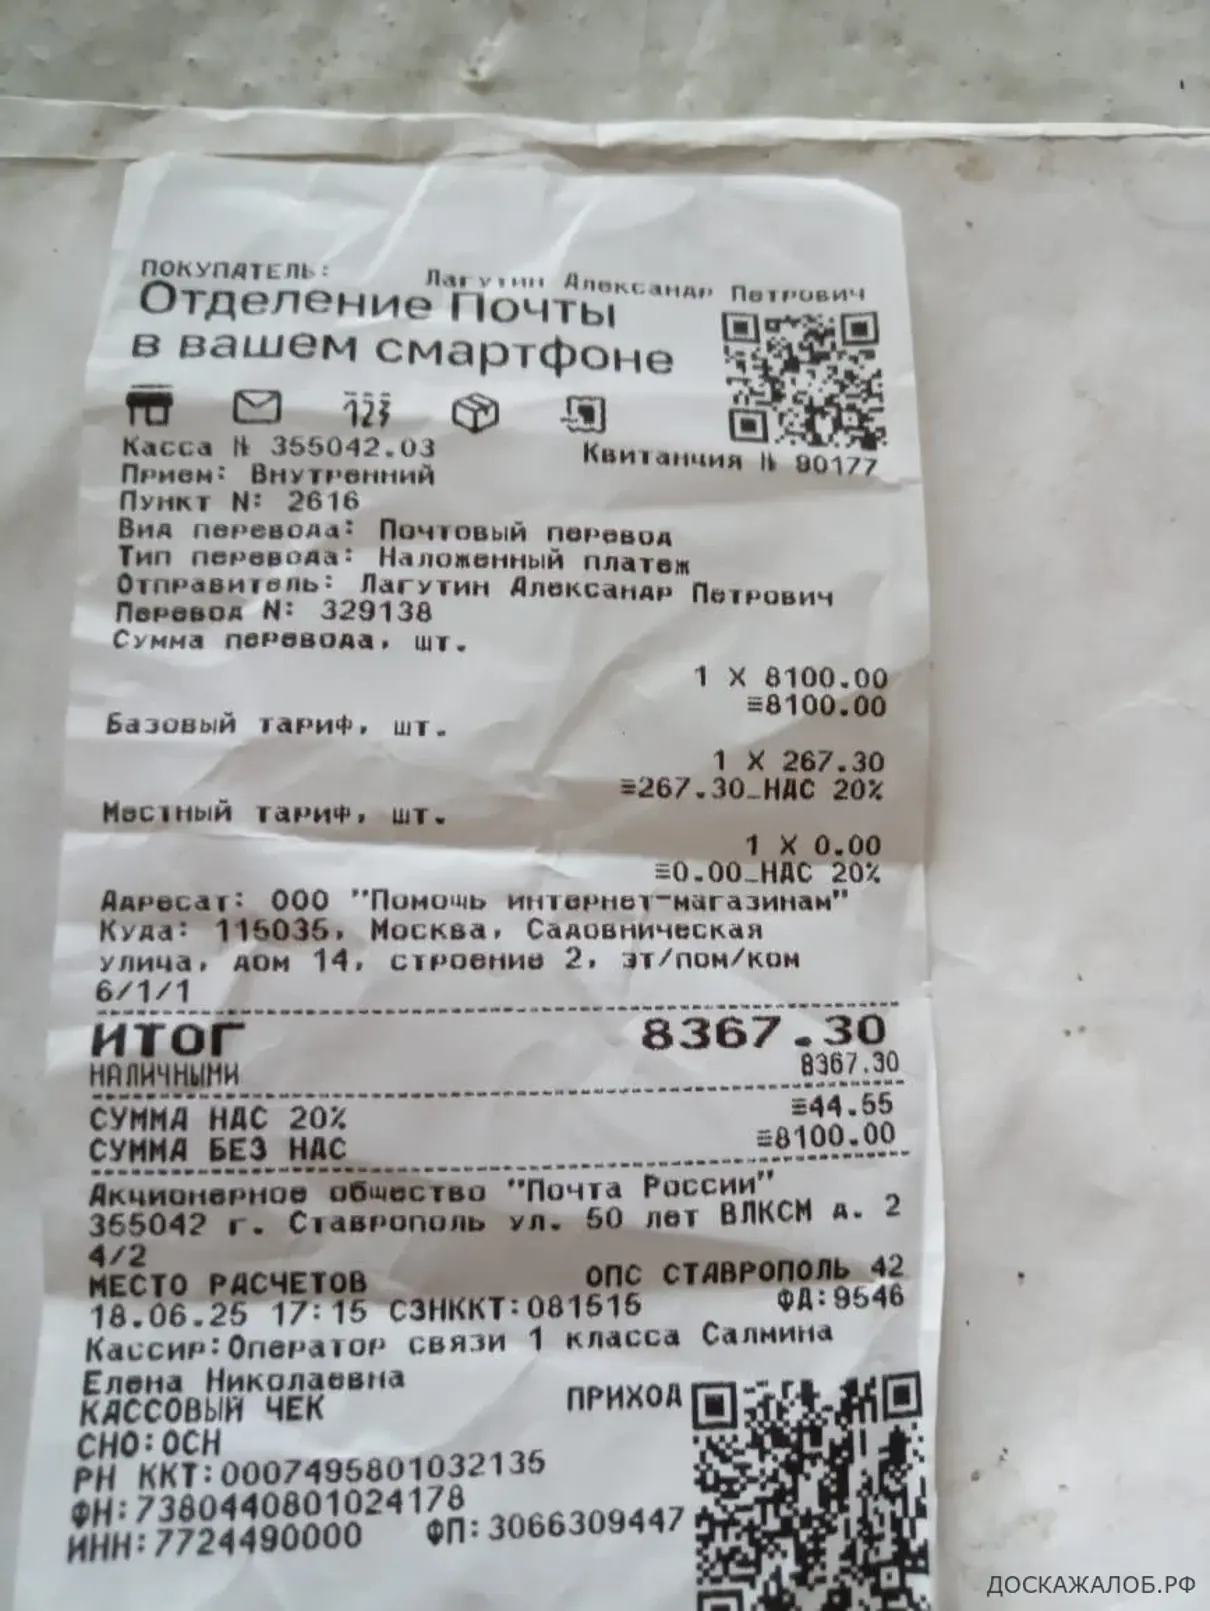 ПОКУПАТЕЛЬ: Лагутин Александр Петрович
Отделение Почты
в вашем смартфоне
Касса № 355042.03
Квитанция № 90177
Прием: Внутренний
Пункт N: 2616
Вид перевода: Почтовый перевод
Тип перевода: Наложенный платеж
Отправитель: Лагутин Александр Петрович
Перевод N: 329138
Сумма перевода, шт.
1 X 8100.00
≡8100.00
Базовый тариф, шт.
1 X 267.30
≡267.30_НДС 20%
Местный тариф, шт.
1 X 0.00
≡0.00_НДС 20%
Адресат: ООО "Помощь интернет-магазинам"
Куда: 115035, Москва, Садовническая
улица, дом 14, строение 2, эт/пом/ком
6/1/1
ИТОГ 8367.30
НАЛИЧНЫМИ 8367.30
СУММА НДС 20% ≡44.55
СУММА БЕЗ НДС ≡8100.00
Акционерное общество "Почта России"
355042 г. Ставрополь ул. 50 лет ВЛКСМ д. 2
4/2
МЕСТО РАСЧЕТОВ ОПС СТАВРОПОЛЬ 42
18.06.25 17:15 СЗНККТ:081515 ФД:9546
Кассир:Оператор связи 1 класса Салмина
Елена Николаевна
КАССОВЫЙ ЧЕК ПРИХОД
СНО:ОСН
РН ККТ:0007495801032135
ФН:7380440801024178
ИНН:7724490000 ФП:3066309447
ДОСКАЖАЛОБ.РФ